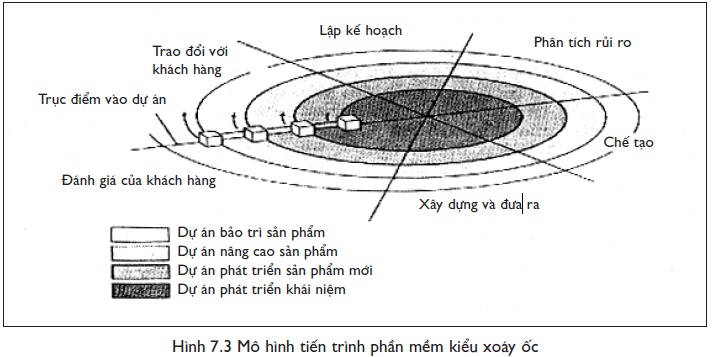 Lập kế hoạch
Phân tích rủi ro
Trao đổi với
khách hàng
Trục điểm vào dự án
Chế tạo
Đánh giá của khách hàng
Xây dựng và đưa ra
Dự án bảo trì sản phẩm
Dự án nâng cao sản phẩm
Dự án phát triển sản phẩm mới
Dự án phát triển khái niệm
Hình 7.3 Mô hình tiến trình phần mềm kiểu xoáy ốc